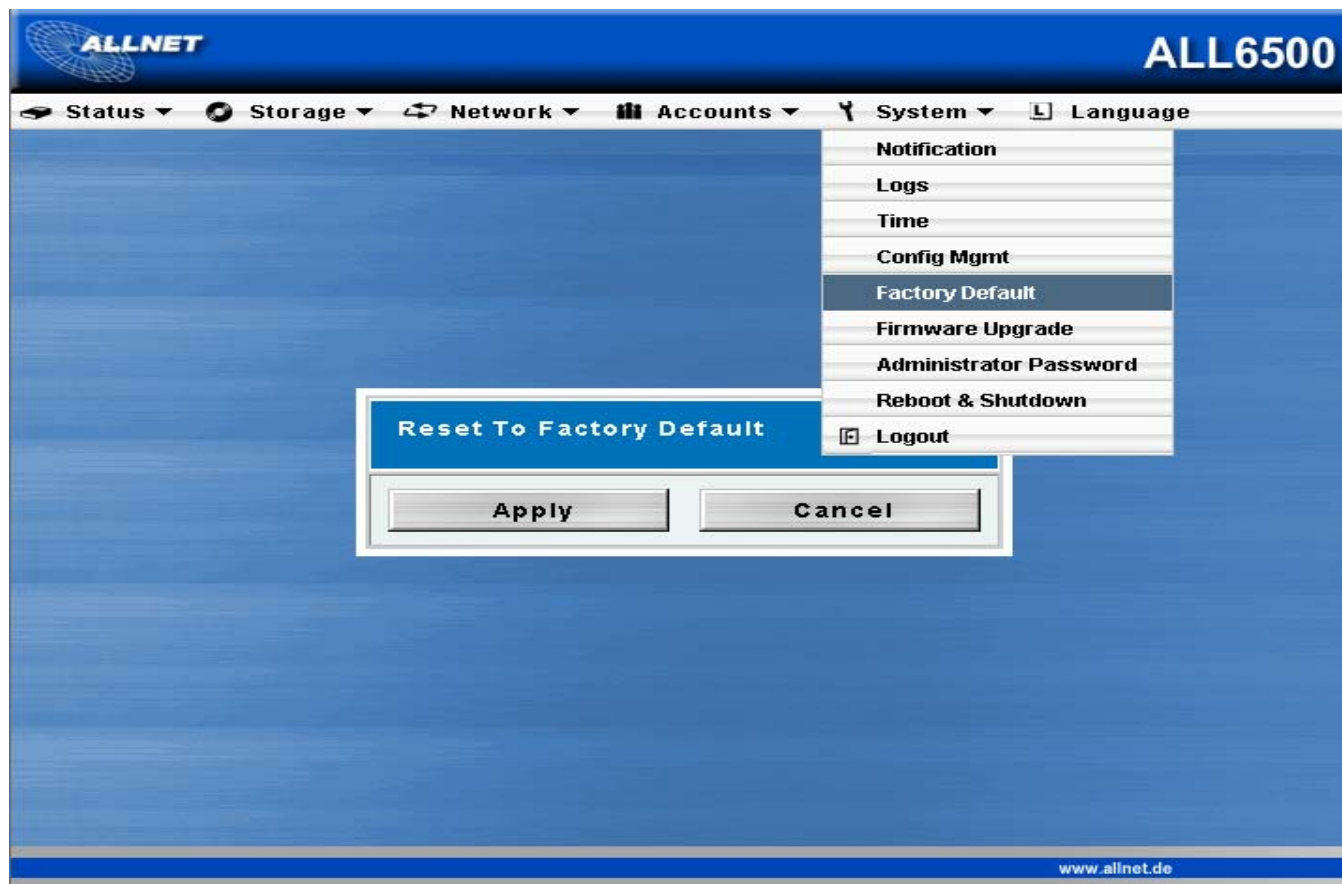 ALLNET
ALL6500
Status Storage Network Accounts System L Language
Notification
Logs
Time
Config Mgmt
Factory Default
Firmware Upgrade
Administrator Password
Reboot & Shutdown
Logout
Reset To Factory Default
Apply Cancel
www.allnet.de